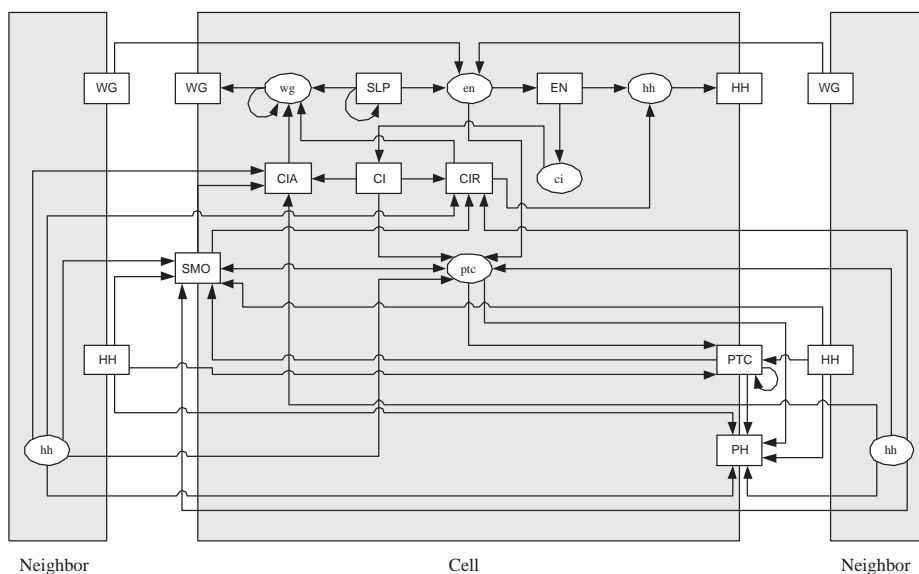 WG WG wg SLP en EN hh HH WG
CIA CI CIR ci
SMO ptc
HH PTC HH
hh PH hh
Neighbor Cell Neighbor